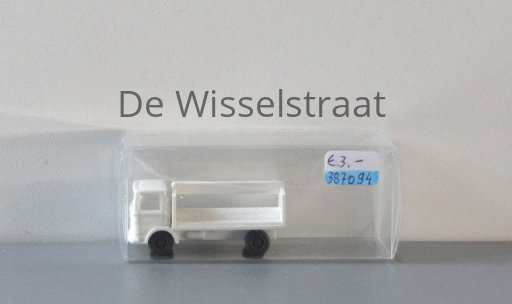 De Wisselstraat
€ 3.-
387094